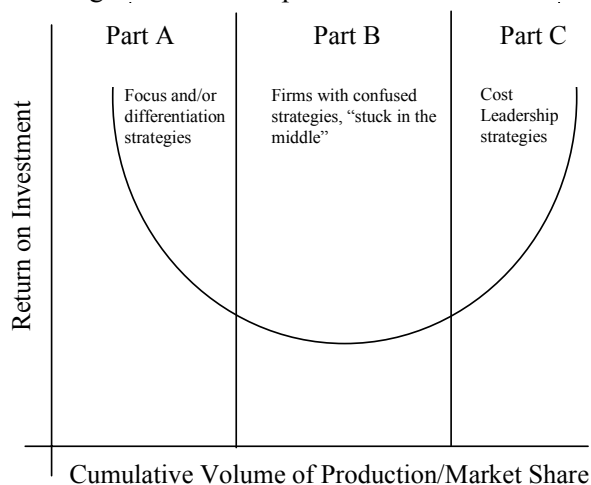 Part A
Part B
Part C
Focus and/or
differentiation
strategies
Firms with confused
strategies, “stuck in the
middle”
Cost
Leadership
strategies
Return on Investment
Cumulative Volume of Production/Market Share